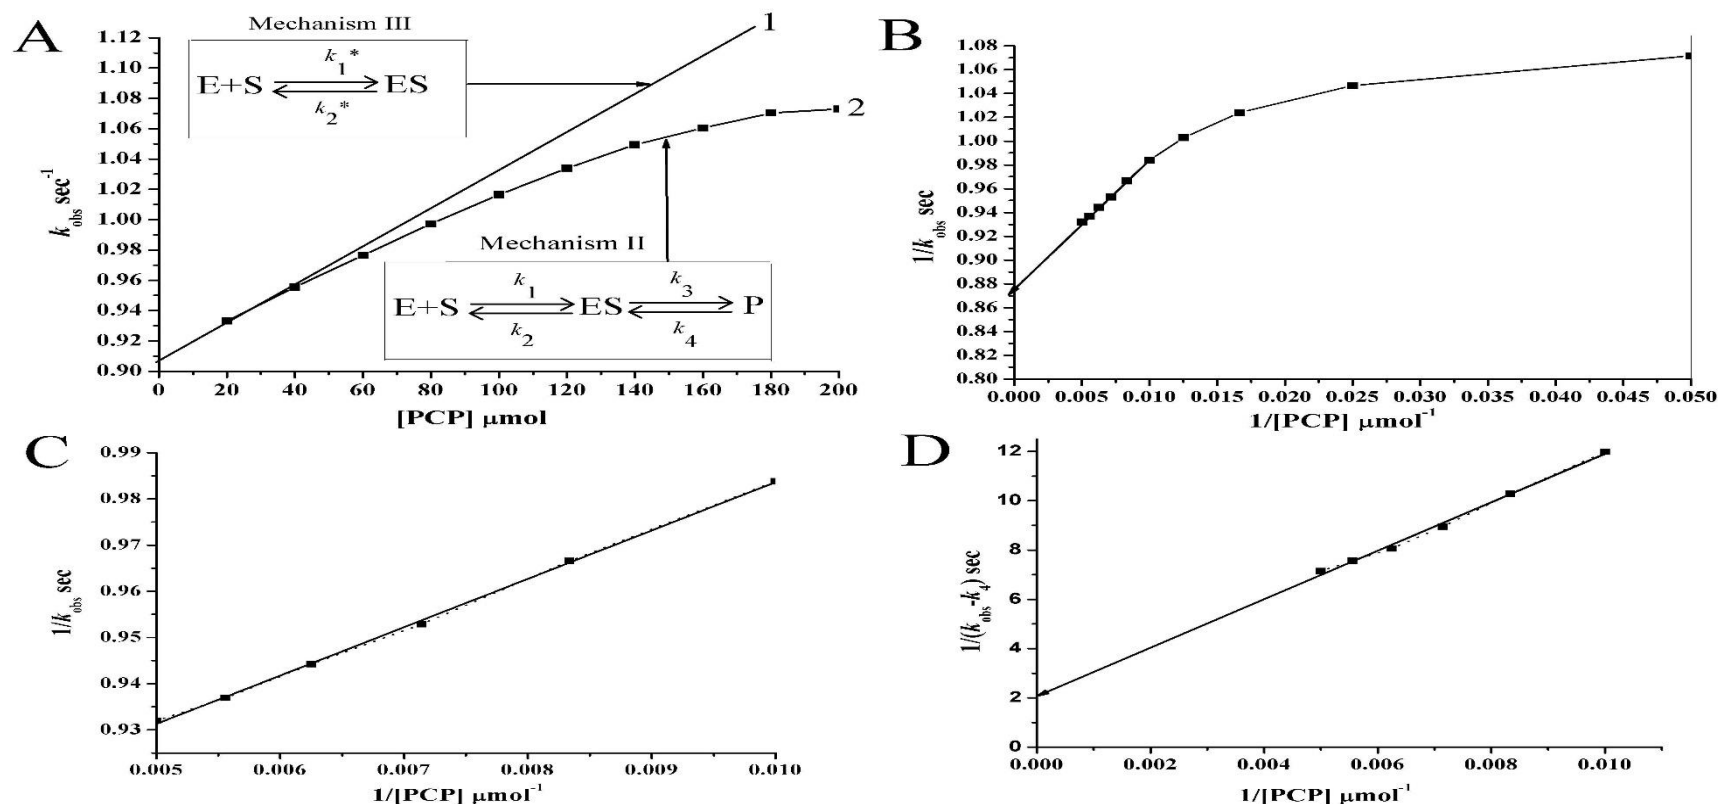 A
Mechanism III
k₁*
E+S ES
k₂*
1
2
Mechanism II
k₁ k₃
E+S ES P
k₂ k₄
1.12
1.10
1.08
1.06
1.04
1.02
1.00
0.98
0.96
0.94
0.92
0.90
k_obs sec⁻¹
0 20 40 60 80 100 120 140 160 180 200
[PCP] μmol
B
1.08
1.06
1.04
1.02
1.00
0.98
0.96
0.94
0.92
0.90
0.88
0.86
0.84
0.82
0.80
1/k_obs sec
0.000 0.005 0.010 0.015 0.020 0.025 0.030 0.035 0.040 0.045 0.050
1/[PCP] μmol⁻¹
C
0.99
0.98
0.97
0.96
0.95
0.94
0.93
1/k_obs sec
0.005 0.006 0.007 0.008 0.009 0.010
1/[PCP] μmol⁻¹
D
12
10
8
6
4
2
0
1/(k_obs-k₄) sec
0.000 0.002 0.004 0.006 0.008 0.010
1/[PCP] μmol⁻¹